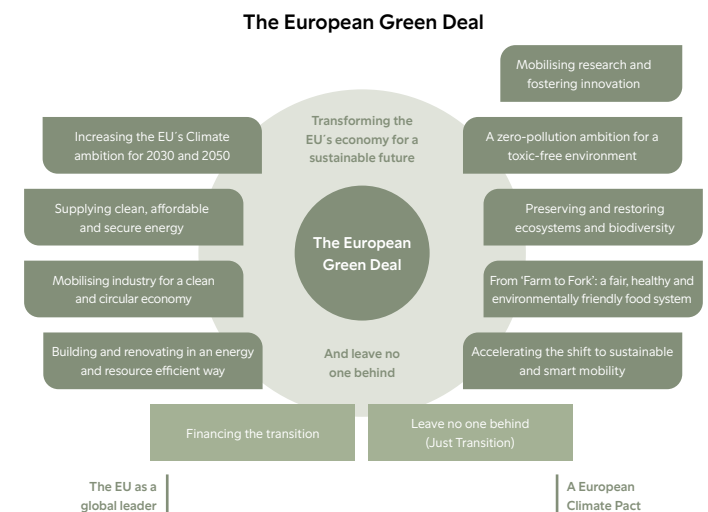 The European Green Deal
Mobilising research and
fostering innovation
Transforming the
EU´s economy for a
sustainable future
Increasing the EU´s Climate
ambition for 2030 and 2050
A zero-pollution ambition for a
toxic-free environment
Supplying clean, affordable
and secure energy
Preserving and restoring
ecosystems and biodiversity
The European
Green Deal
Mobilising industry for a clean
and circular economy
From ‘Farm to Fork’: a fair, healthy and
environmentally friendly food system
Building and renovating in an energy
and resource efficient way
And leave no
one behind
Accelerating the shift to sustainable
and smart mobility
Financing the transition
Leave no one behind
(Just Transition)
The EU as a
global leader
A European
Climate Pact